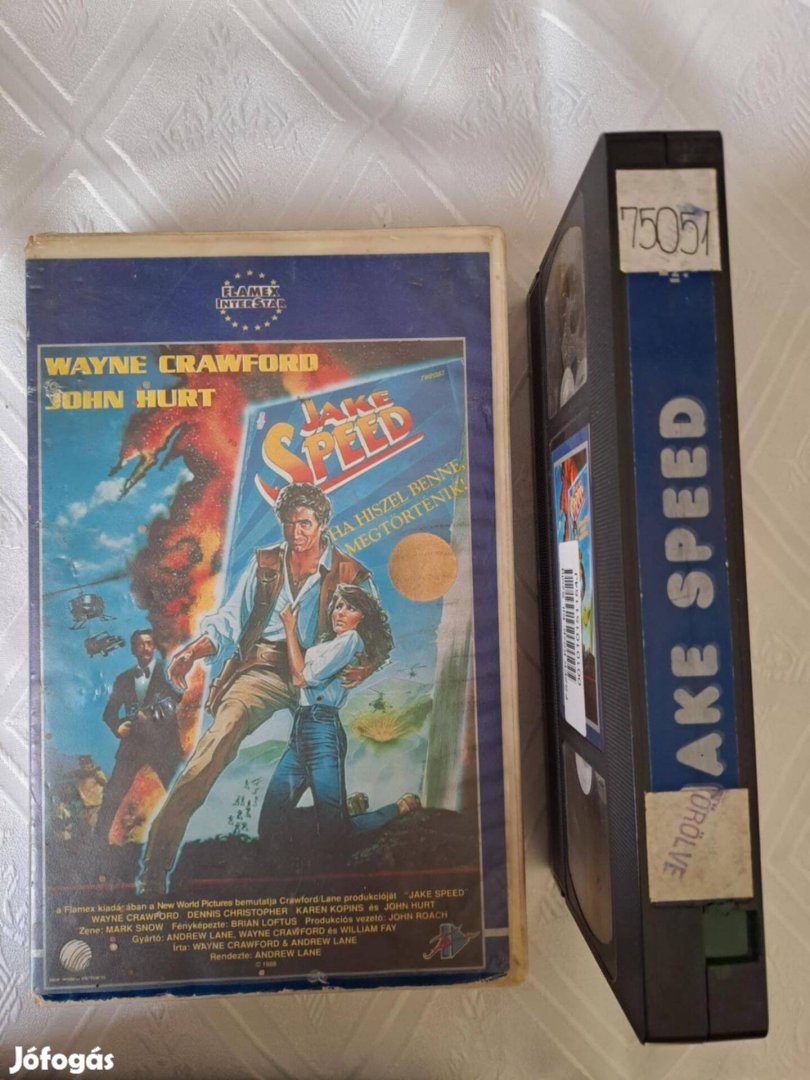 FLAMEX
INTERSTAR
WAYNE CRAWFORD
JOHN HURT
JAKE
SPEED
HA HISZEL BENNE,
MEGTÖRTÉNIK!
a Flamex kiadásában a New World Pictures bemutatja Crawford/Lane produkcióját "JAKE SPEED"
WAYNE CRAWFORD DENNIS CHRISTOPHER KAREN KOPINS és JOHN HURT
Zene: MARK SNOW Fényképezte: BRIAN LOFTUS Produkciós vezető: JOHN ROACH
Gyártó: ANDREW LANE, WAYNE CRAWFORD és WILLIAM FAY
Írta: WAYNE CRAWFORD & ANDREW LANE
Rendezte: ANDREW LANE
75051
AKE SPEED
TÖRÖLVE
Jófogás